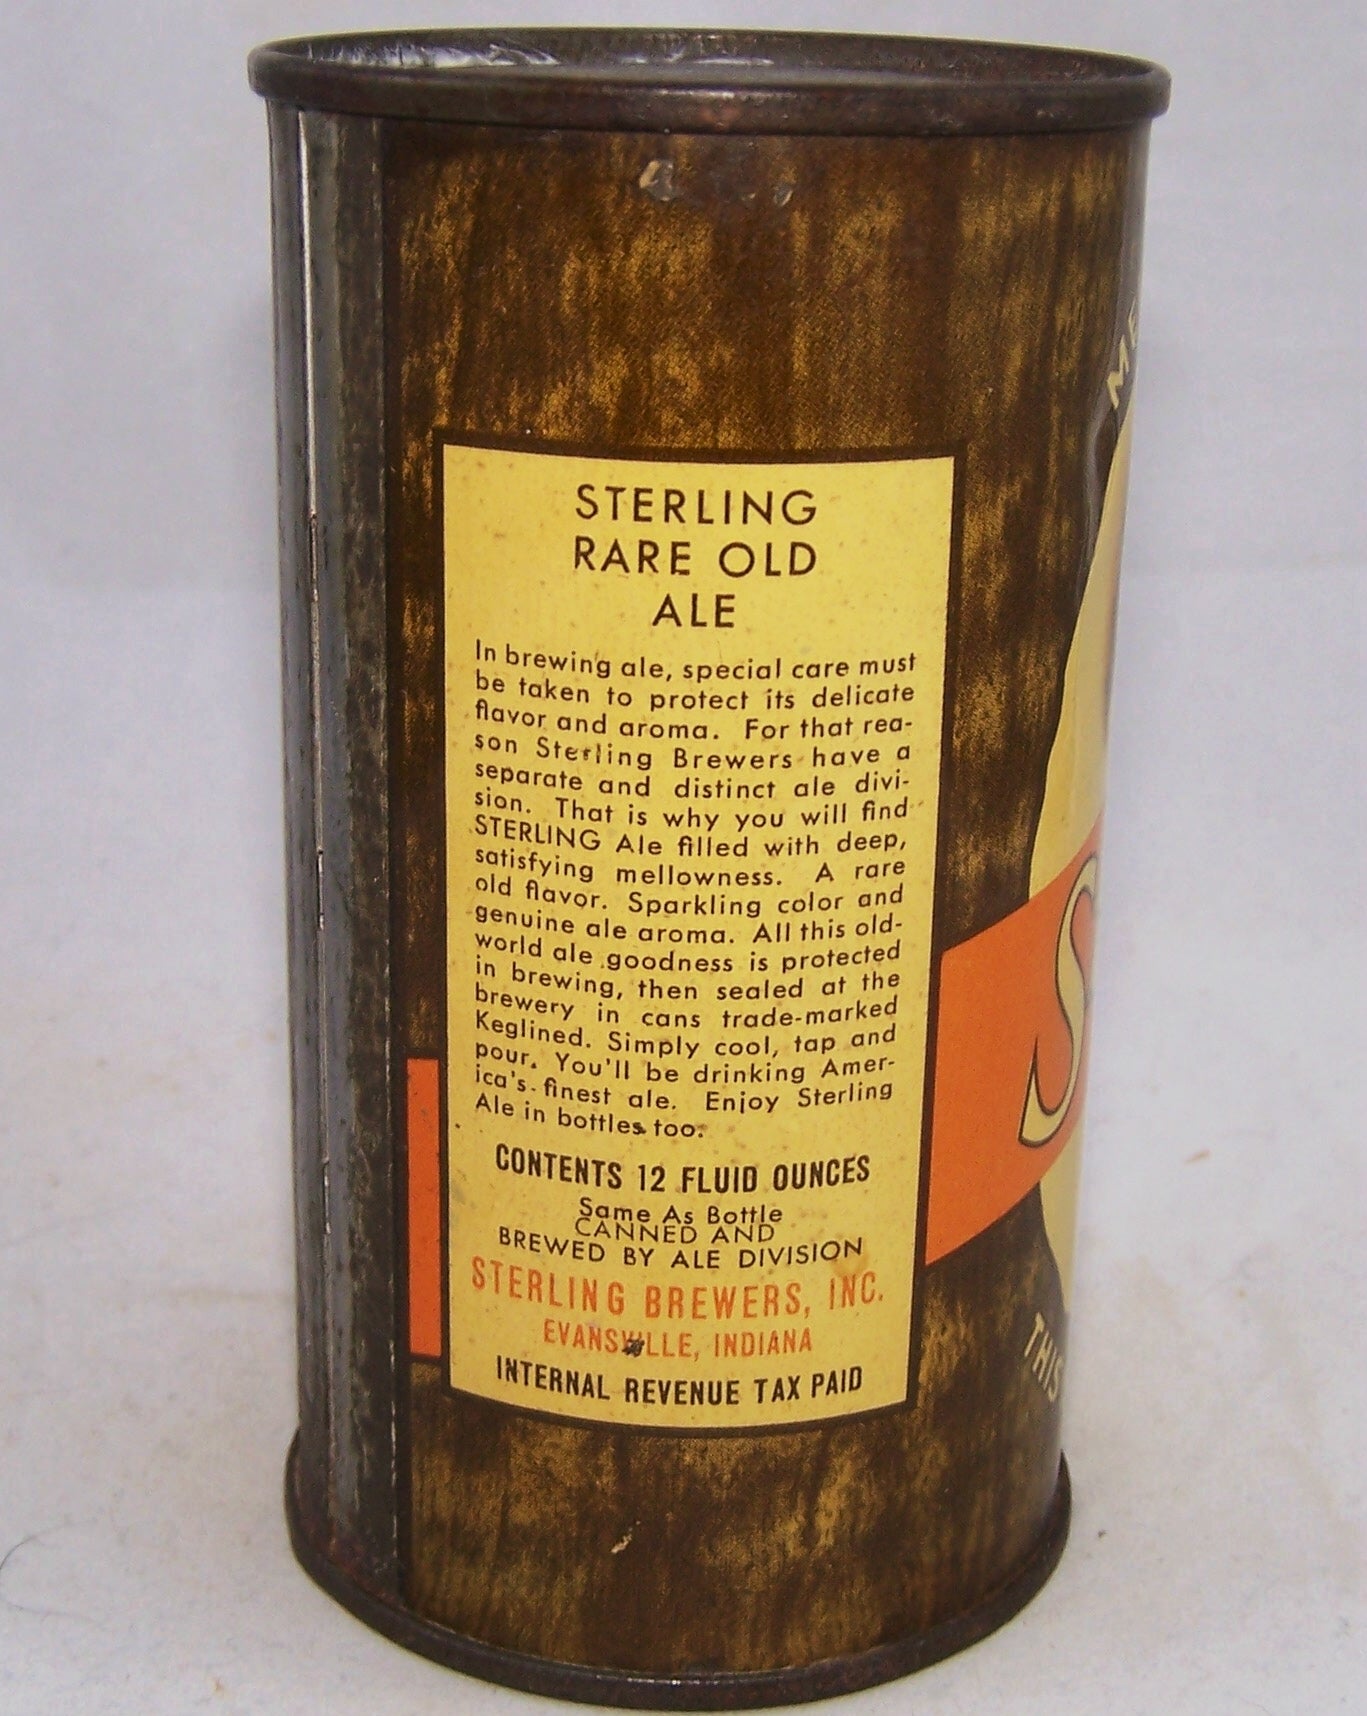 STERLING
RARE OLD
ALE
In brewing ale, special care must
be taken to protect its delicate
flavor and aroma. For that rea-
son Sterling Brewers have a
separate and distinct ale divi-
sion. That is why you will find
STERLING Ale filled with deep,
satisfying mellowness. A rare
old flavor. Sparkling color and
genuine ale aroma. All this old-
world ale goodness is protected
in brewing, then sealed at the
brewery in cans trade-marked
Keglined. Simply cool, tap and
pour. You'll be drinking Amer-
ica's finest ale. Enjoy Sterling
Ale in bottles too.
CONTENTS 12 FLUID OUNCES
Same As Bottle
CANNED AND
BREWED BY ALE DIVISION
STERLING BREWERS, INC.
EVANSVILLE, INDIANA
INTERNAL REVENUE TAX PAID
THIS